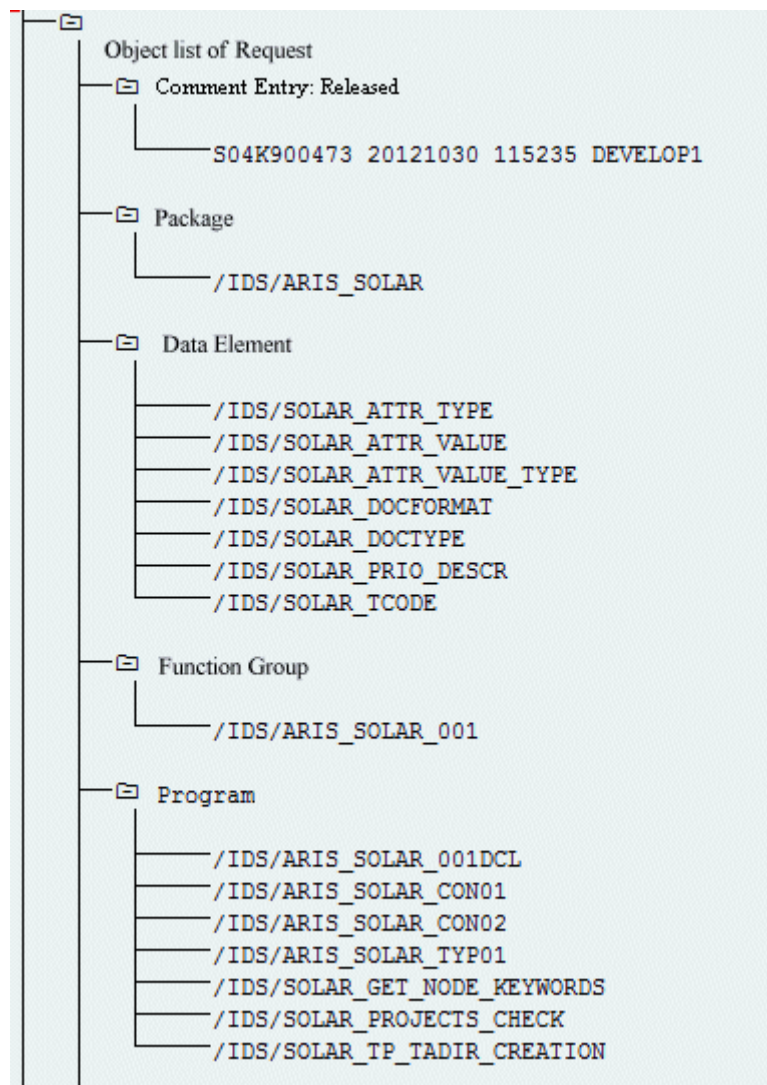 Object list of Request
Comment Entry: Released
S04K900473 20121030 115235 DEVELOP1
Package
/IDS/ARIS_SOLAR
Data Element
/IDS/SOLAR_ATTR_TYPE
/IDS/SOLAR_ATTR_VALUE
/IDS/SOLAR_ATTR_VALUE_TYPE
/IDS/SOLAR_DOCFORMAT
/IDS/SOLAR_DOCTYPE
/IDS/SOLAR_PRIO_DESCR
/IDS/SOLAR_TCODE
Function Group
/IDS/ARIS_SOLAR_001
Program
/IDS/ARIS_SOLAR_001DCL
/IDS/ARIS_SOLAR_CON01
/IDS/ARIS_SOLAR_CON02
/IDS/ARIS_SOLAR_TYP01
/IDS/SOLAR_GET_NODE_KEYWORDS
/IDS/SOLAR_PROJECTS_CHECK
/IDS/SOLAR_TP_TADIR_CREATION